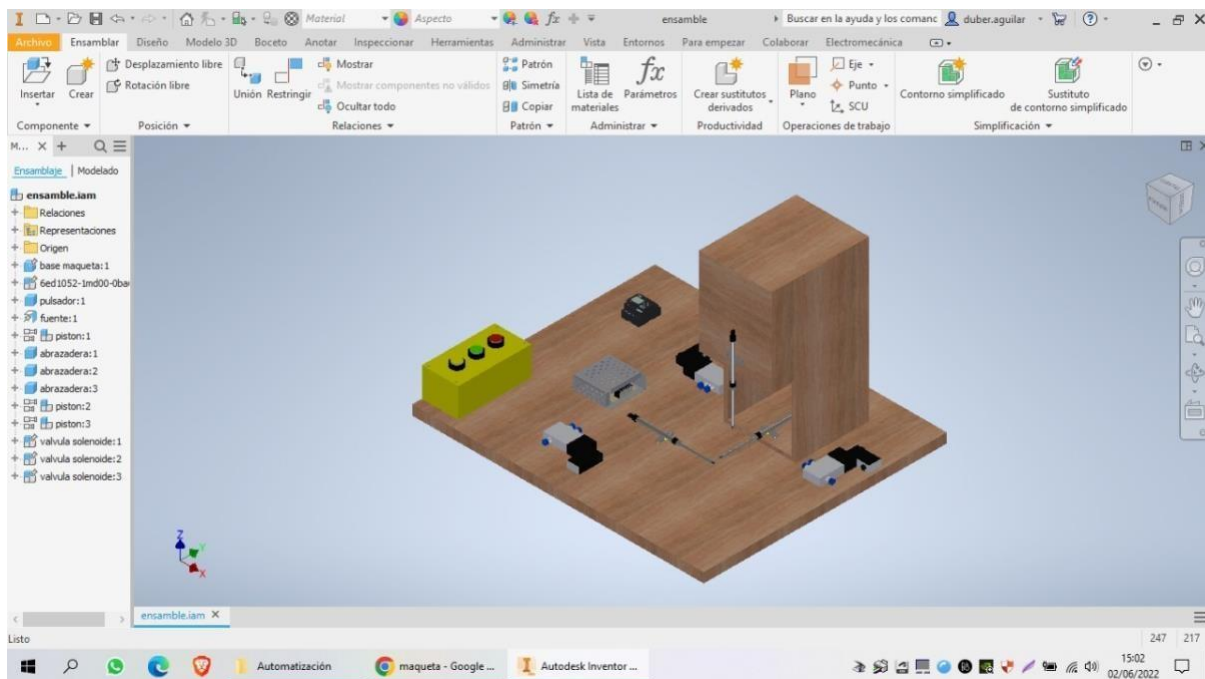 Material
Aspecto
ensamble
Buscar en la ayuda y los comanc
duber.aguilar
Archivo Ensamblar Diseño Modelo 3D Boceto Anotar Inspeccionar Herramientas Administrar Vista Entornos Para empezar Colaborar Electromecánica
Insertar
Crear
Desplazamiento libre
Rotación libre
Unión Restringir
Mostrar
Mostrar componentes no válidos
Ocultar todo
Patrón
Simetría
Copiar
Lista de
materiales
fx
Parámetros
Crear sustitutos
derivados
Plano
Eje
Punto
SCU
Contorno simplificado
Sustituto
de contorno simplificado
Componente Posición Relaciones Patrón Administrar Productividad Operaciones de trabajo Simplificación
M...
Ensamblaje | Modelado
ensamble.iam
Relaciones
Representaciones
Origen
base maqueta:1
6ed1052-1md00-0ba
pulsador:1
fuente:1
piston:1
abrazadera:1
abrazadera:2
abrazadera:3
piston:2
piston:3
valvula solenoide:1
valvula solenoide:2
valvula solenoide:3
Z
Y
X
ensamble.iam
Listo
247 217
Automatización
maqueta - Google ...
Autodesk Inventor ...
15:02
02/06/2022